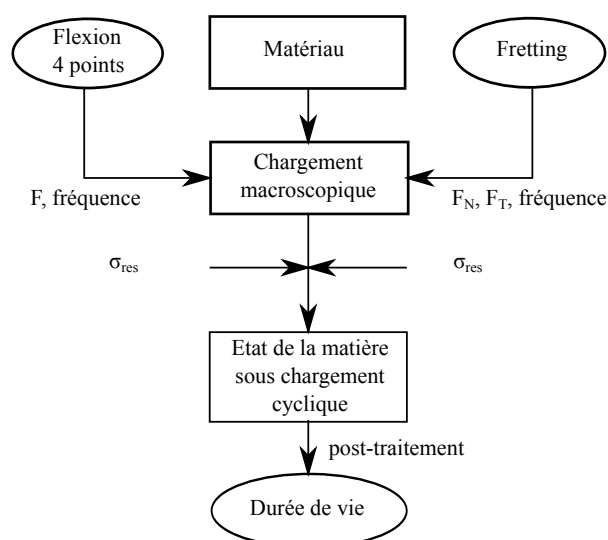 Flexion
4 points
Matériau
Fretting
Chargement
macroscopique
F, fréquence
F_N, F_T, fréquence
σ_res
σ_res
Etat de la matière
sous chargement
cyclique
post-traitement
Durée de vie